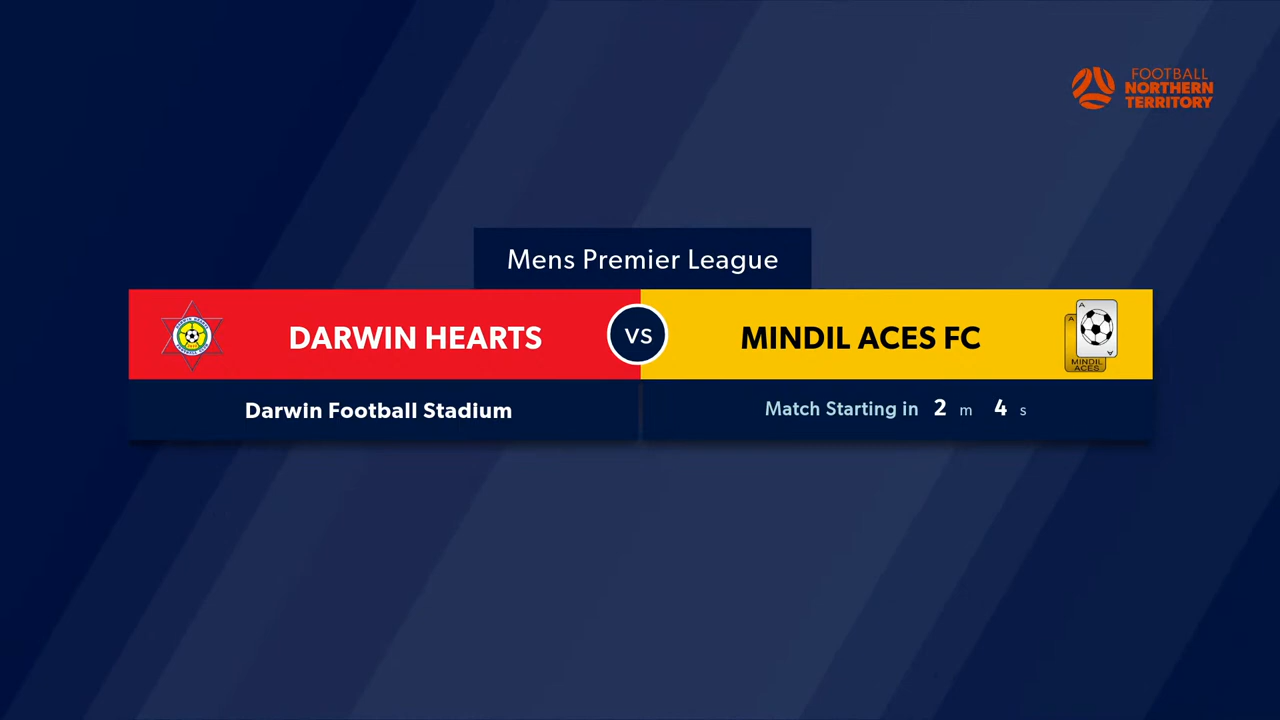 FOOTBALL
NORTHERN
TERRITORY
Mens Premier League
DARWIN HEARTS
VS
MINDIL ACES FC
A
A
A
MINDIL
ACES
Darwin Football Stadium
Match Starting in 2 m 4 s